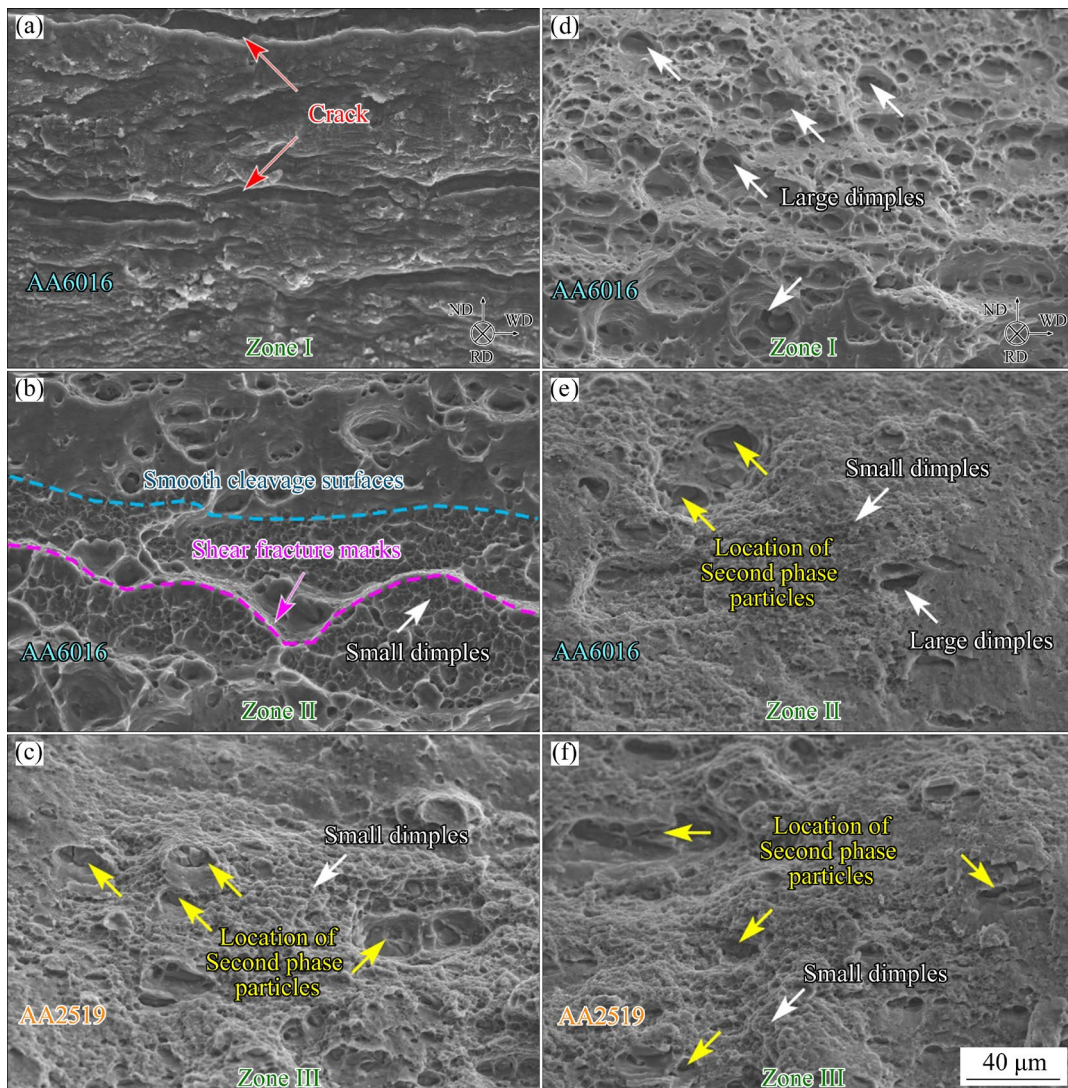 (a)
Crack
AA6016
ND
WD
RD
Zone I
(b)
Smooth cleavage surfaces
Shear fracture marks
Small dimples
AA6016
Zone II
(c)
Small dimples
Location of
Second phase
particles
AA2519
Zone III
(d)
Large dimples
AA6016
ND
WD
RD
Zone I
(e)
Small dimples
Location of
Second phase
particles
Large dimples
AA6016
Zone II
(f)
Location of
Second phase
particles
Small dimples
AA2519
Zone III
40 μm